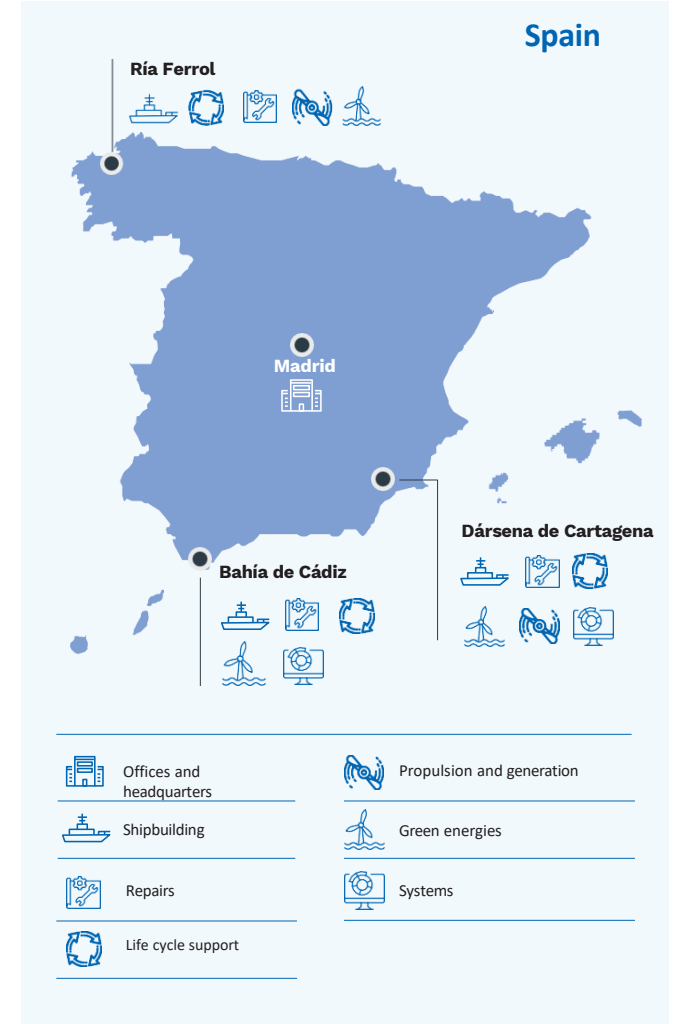 Spain
Ría Ferrol
Madrid
Dársena de Cartagena
Bahía de Cádiz
Offices and
headquarters
Propulsion and generation
Shipbuilding
Green energies
Repairs
Systems
Life cycle support